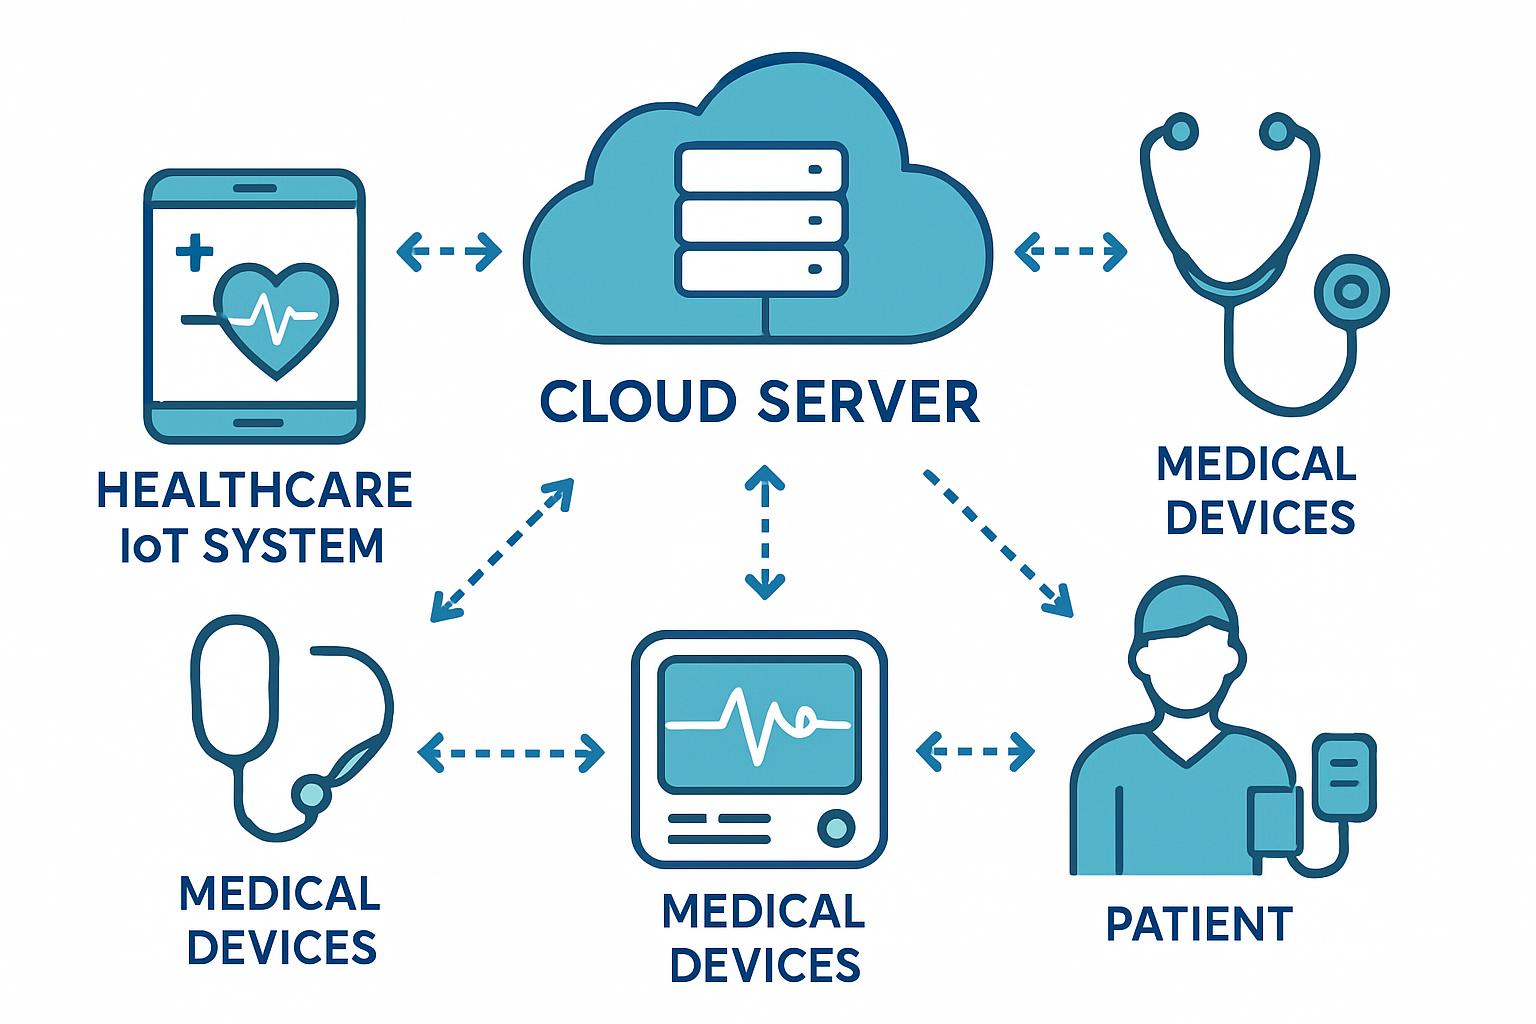 CLOUD SERVER
HEALTHCARE
IoT SYSTEM
MEDICAL
DEVICES
MEDICAL
DEVICES
MEDICAL
DEVICES
PATIENT